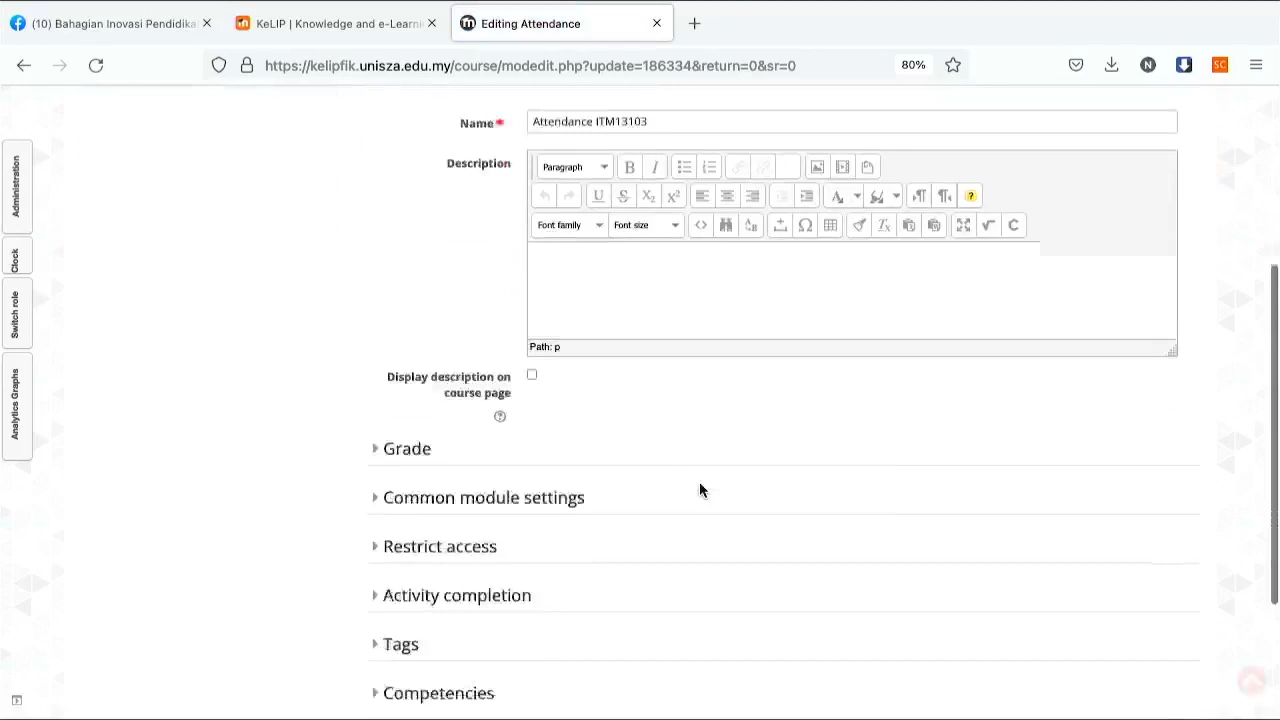 (10) Bahagian Inovasi Pendidika
KeLIP | Knowledge and e-Learni
Editing Attendance
https://kelipfik.unisza.edu.my/course/modedit.php?update=186334&return=0&sr=0
80%
N
SC
Administration
Clock
Switch role
Analytics Graphs
Name
Attendance ITM13103
Description
Paragraph
Font family
Font size
Path: p
Display description on
course page
Grade
Common module settings
Restrict access
Activity completion
Tags
Competencies